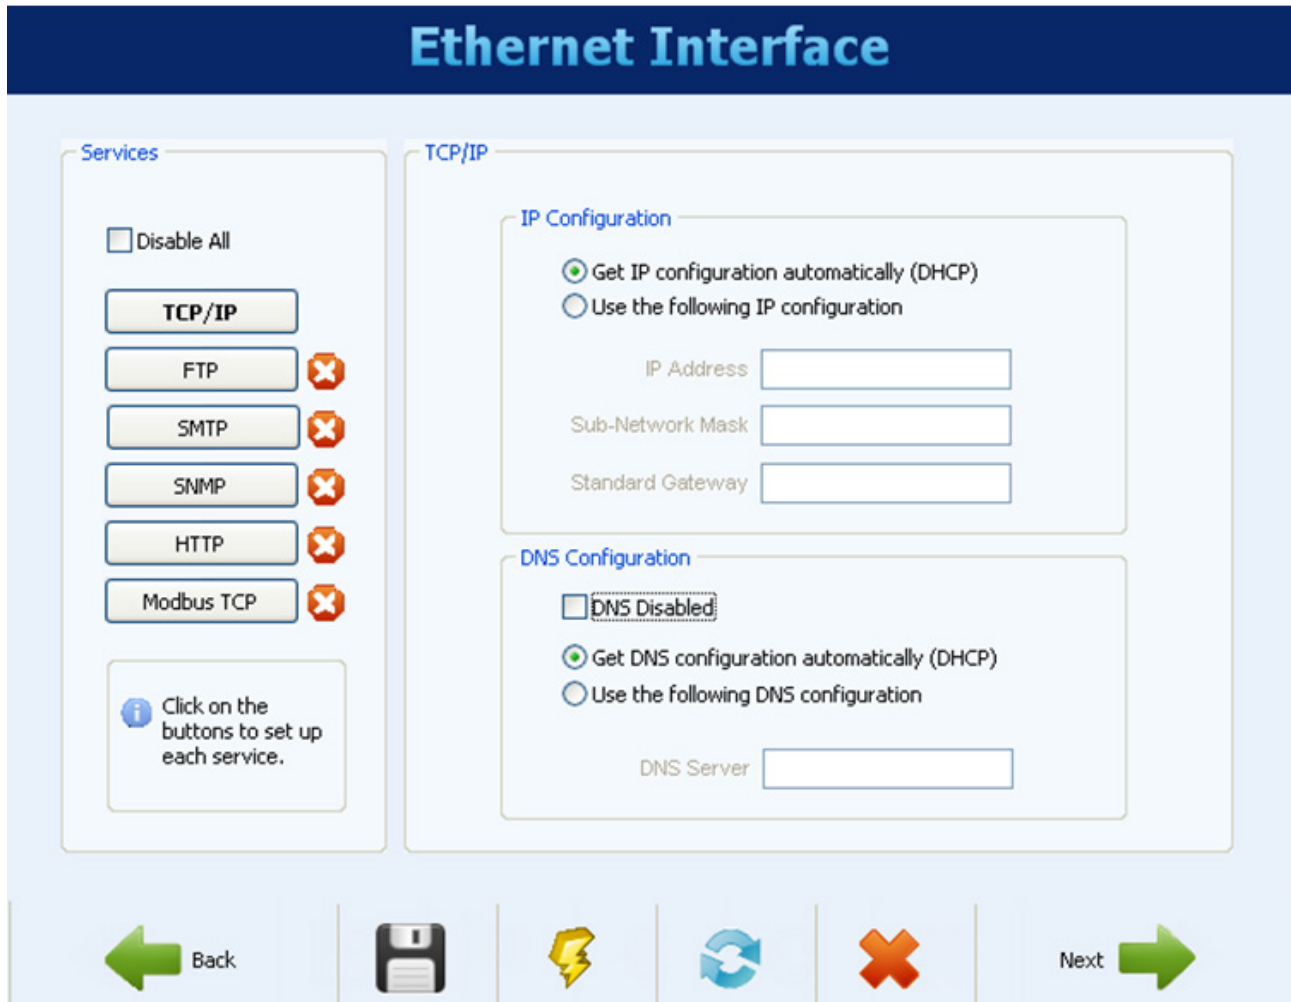 Ethernet Interface
Services
Disable All
TCP/IP
FTP
SMTP
SNMP
HTTP
Modbus TCP
Click on the
buttons to set up
each service.
TCP/IP
IP Configuration
Get IP configuration automatically (DHCP)
Use the following IP configuration
IP Address
Sub-Network Mask
Standard Gateway
DNS Configuration
DNS Disabled
Get DNS configuration automatically (DHCP)
Use the following DNS configuration
DNS Server
Back
Next